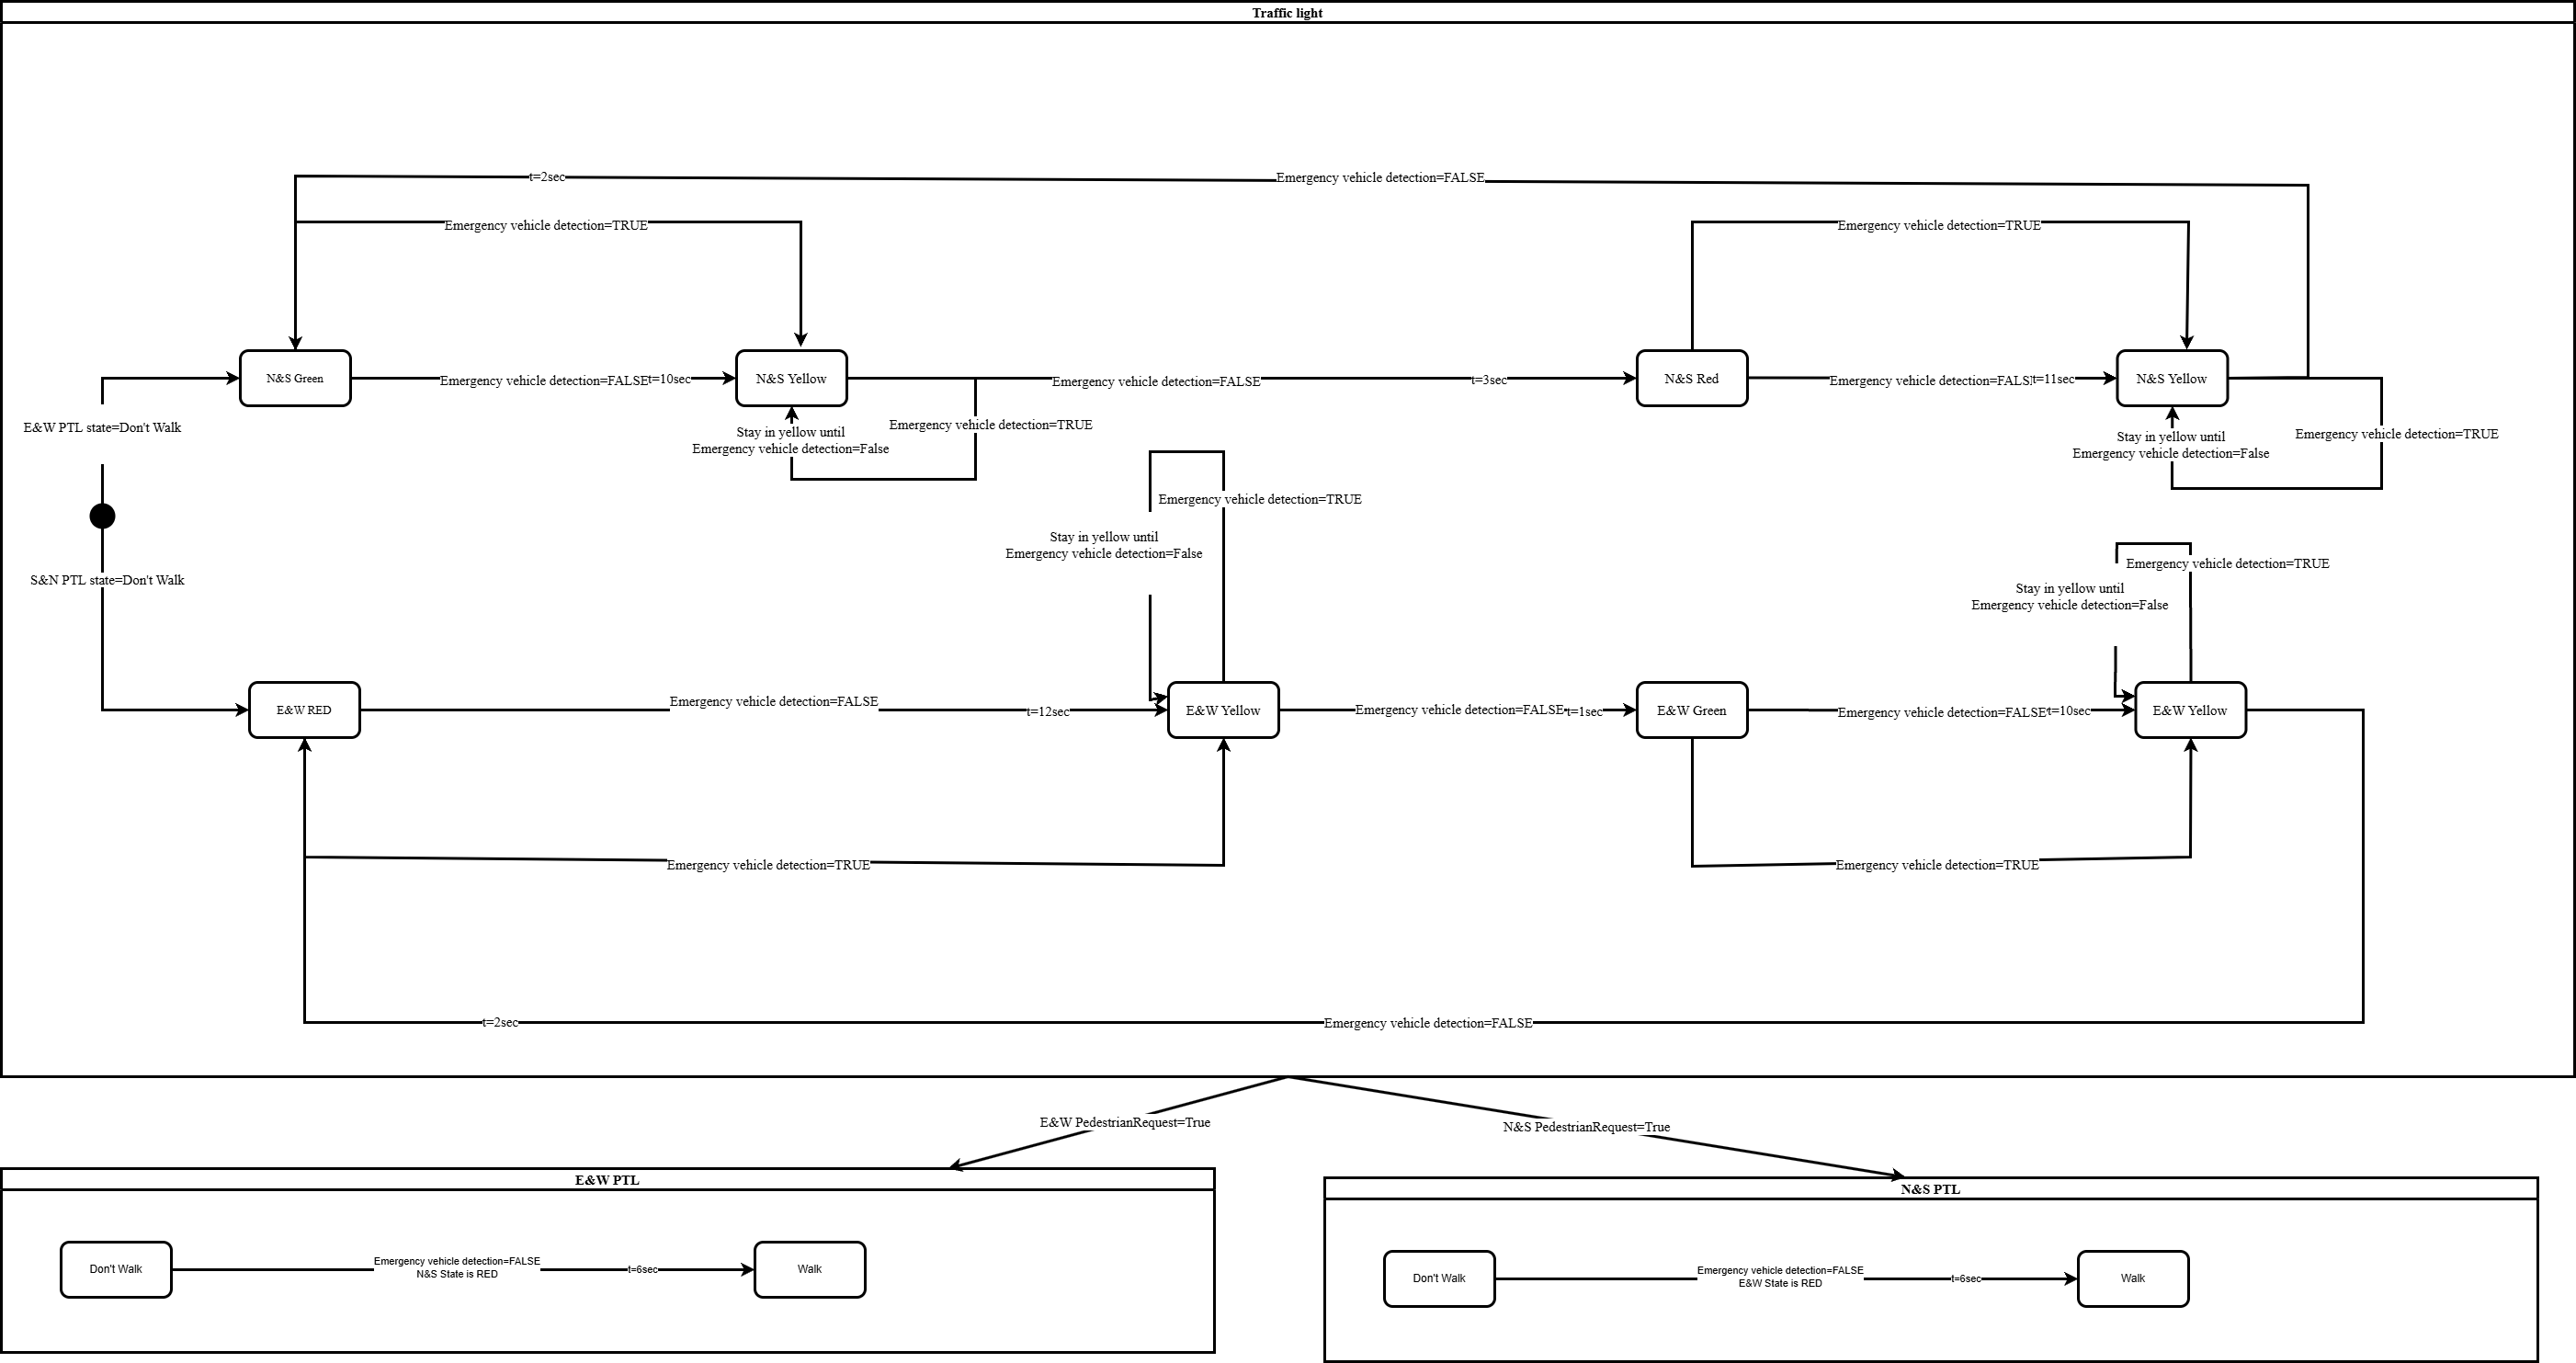 Traffic light
t=2sec
Emergency vehicle detection=FALSE
Emergency vehicle detection=TRUE
Emergency vehicle detection=TRUE
N&S Green
Emergency vehicle detection=FALSE
t=10sec
N&S Yellow
Emergency vehicle detection=FALSE
t=3sec
N&S Red
Emergency vehicle detection=FALS
t=11sec
N&S Yellow
E&W PTL state=Don't Walk
Stay in yellow until
Emergency vehicle detection=False
Emergency vehicle detection=TRUE
Stay in yellow until
Emergency vehicle detection=False
Emergency vehicle detection=TRUE
Emergency vehicle detection=TRUE
Stay in yellow until
Emergency vehicle detection=False
Emergency vehicle detection=TRUE
Stay in yellow until
Emergency vehicle detection=False
S&N PTL state=Don't Walk
E&W RED
Emergency vehicle detection=FALSE
t=12sec
E&W Yellow
Emergency vehicle detection=FALSE
t=1sec
E&W Green
Emergency vehicle detection=FALSE
t=10sec
E&W Yellow
Emergency vehicle detection=TRUE
Emergency vehicle detection=TRUE
t=2sec
Emergency vehicle detection=FALSE
E&W PedestrianRequest=True
N&S PedestrianRequest=True
E&W PTL
Don't Walk
Emergency vehicle detection=FALSE
N&S State is RED
t=6sec
Walk
N&S PTL
Don't Walk
Emergency vehicle detection=FALSE
E&W State is RED
t=6sec
Walk